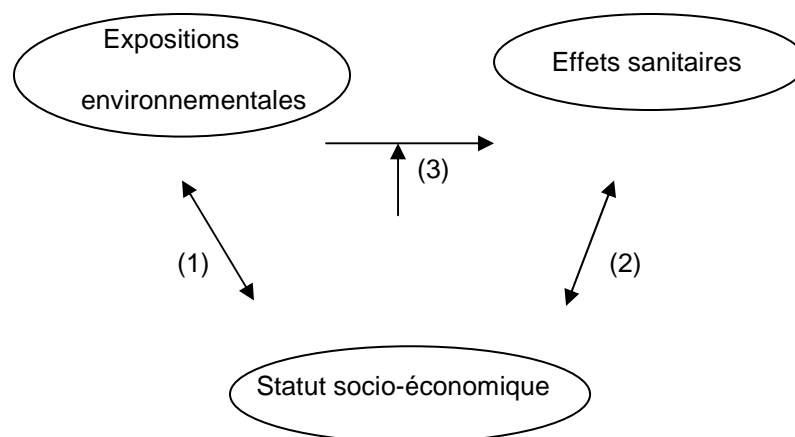 Expositions
environnementales
Effets sanitaires
(3)
(1)
(2)
Statut socio-économique